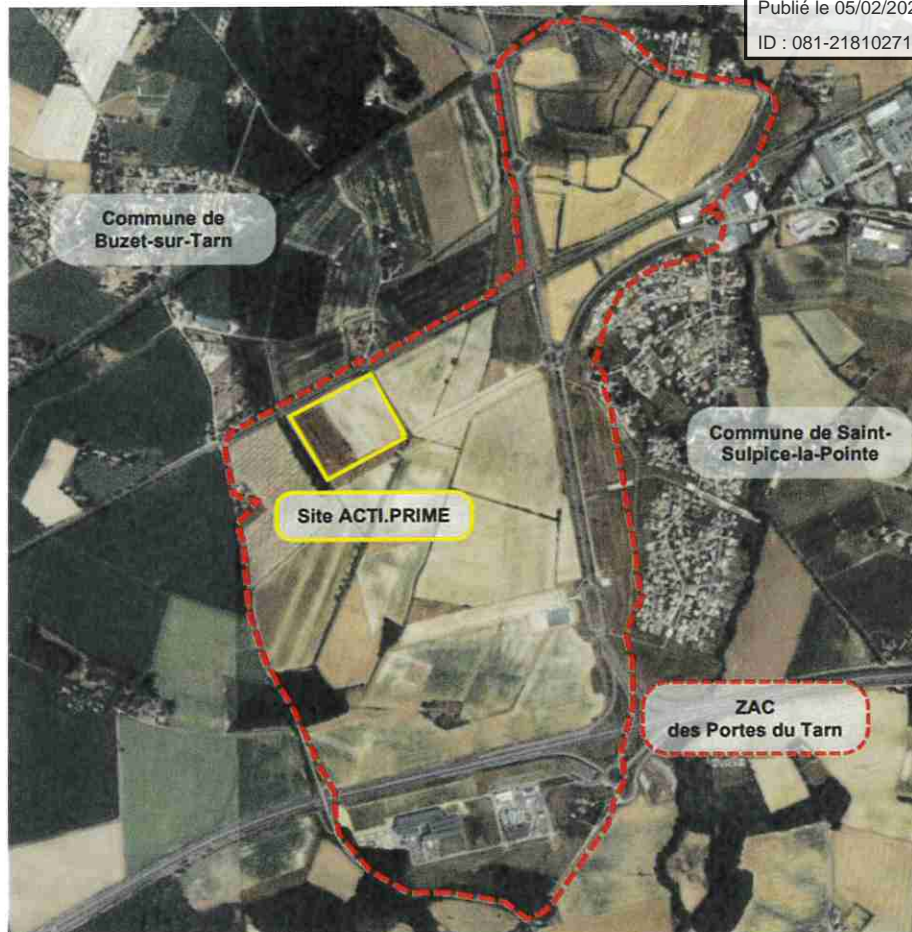 Publié le 05/02/202
ID : 081-21810271
Commune de
Buzet-sur-Tarn
Commune de Saint-
Sulpice-la-Pointe
Site ACTI.PRIME
ZAC
des Portes du Tarn